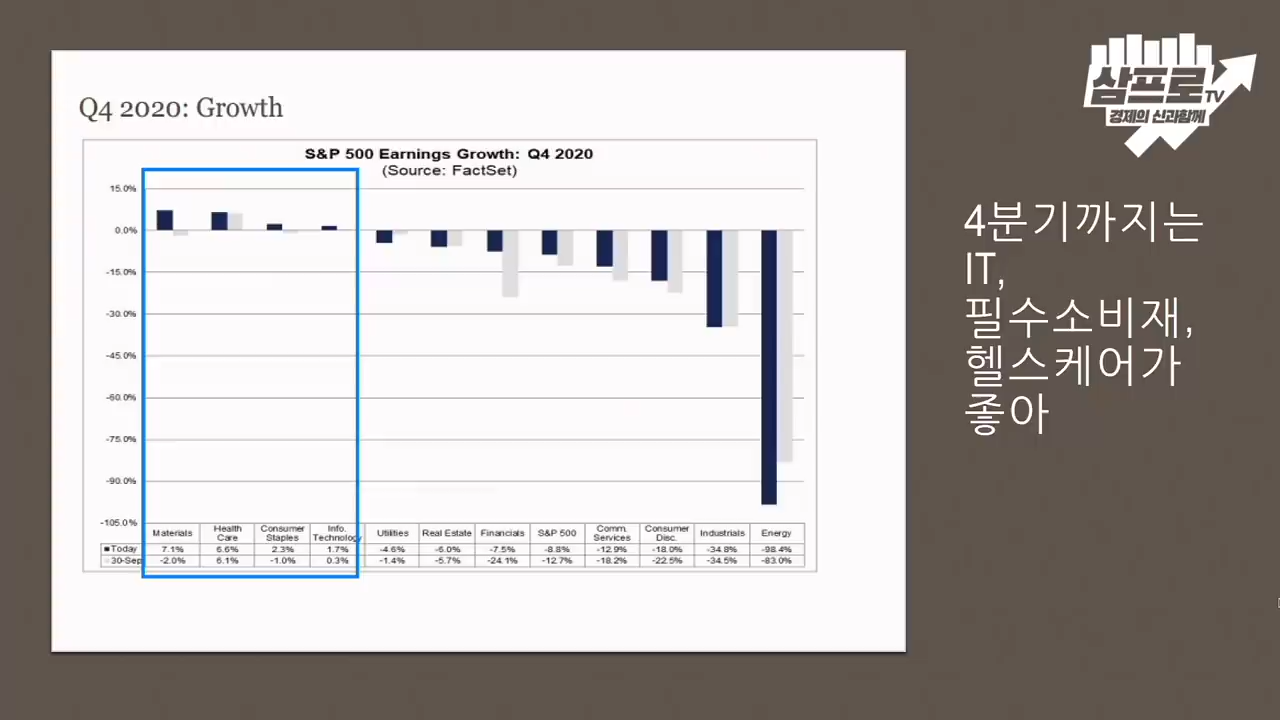 삼프로TV
경제의 신과함께
Q4 2020: Growth
S&P 500 Earnings Growth: Q4 2020
(Source: FactSet)
15.0%
0.0%
-15.0%
-30.0%
-45.0%
-60.0%
-75.0%
-90.0%
-105.0%
Materials Health Care Consumer Staples Info. Technology Utilities Real Estate Financials S&P 500 Comm. Services Consumer Disc. Industrials Energy
Today 7.1% 6.6% 2.3% 1.7% -4.6% -6.0% -7.5% -8.8% -12.9% -18.0% -34.8% -98.4%
30-Sep -2.0% 6.1% -1.0% 0.3% -1.4% -5.7% -24.1% -12.7% -18.2% -22.5% -34.5% -83.0%
4분기까지는
IT,
필수소비재,
헬스케어가
좋아